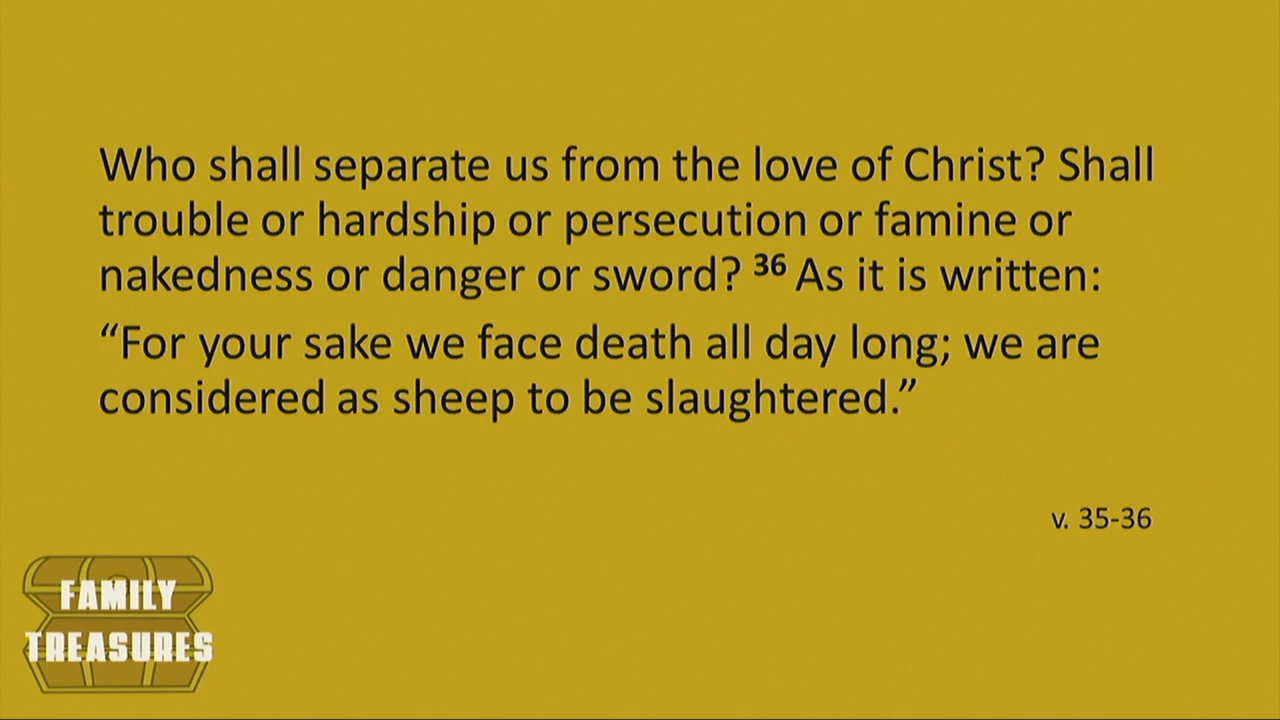 Who shall separate us from the love of Christ? Shall
trouble or hardship or persecution or famine or
nakedness or danger or sword? 36 As it is written:
“For your sake we face death all day long; we are
considered as sheep to be slaughtered.”
v. 35-36
FAMILY
TREASURES